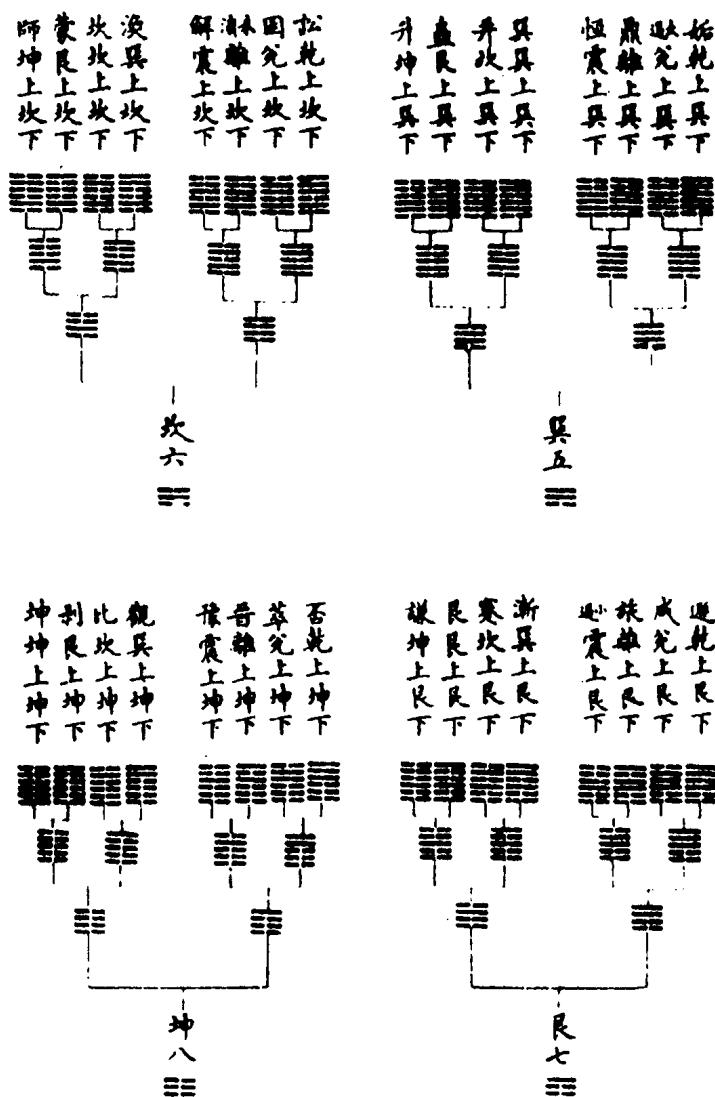 姤乾上巽下
大過兌上巽下
鼎離上巽下
恒震上巽下
巽巽上巽下
井坎上巽下
蠱艮上巽下
升坤上巽下
巽五
訟乾上坎下
困兌上坎下
未濟離上坎下
解震上坎下
渙巽上坎下
坎坎上坎下
蒙艮上坎下
師坤上坎下
坎六
遯乾上艮下
咸兌上艮下
旅離上艮下
小過震上艮下
漸巽上艮下
蹇坎上艮下
艮艮上艮下
謙坤上艮下
艮七
否乾上坤下
萃兌上坤下
晉離上坤下
豫震上坤下
觀巽上坤下
比坎上坤下
剝艮上坤下
坤坤上坤下
坤八